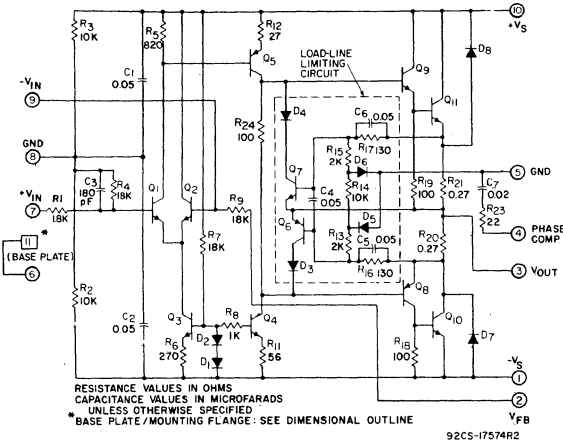 R3
10K
R5
820
R12
27
10
+VS
LOAD-LINE
LIMITING
CIRCUIT
Q5
Q9
D8
C1
0.05
-VIN
9
D4
C6 0.05
Q11
R24
100
R17 130
R15
2K
D6
GND
8
5 GND
Q7
C4
0.05
R14
10K
R19
100
R21
0.27
C7
0.02
+VIN
7
R1
18K
C3
180
pF
R4
18K
Q1
Q2
R9
18K
Q6
D5
R23
22
4 PHASE
COMP
R7
18K
R13
2K
C5 0.05
R20
0.27
11 *
(BASE PLATE)
6
D3
R16 130
3 VOUT
R2
10K
Q8
C2
0.05
Q3
R8
1K
Q4
Q10
D7
R6
270
D2
D1
R11
56
R18
100
-VS
1
RESISTANCE VALUES IN OHMS
CAPACITANCE VALUES IN MICROFARADS
UNLESS OTHERWISE SPECIFIED
2
VFB
* BASE PLATE/MOUNTING FLANGE: SEE DIMENSIONAL OUTLINE
92CS-17574R2